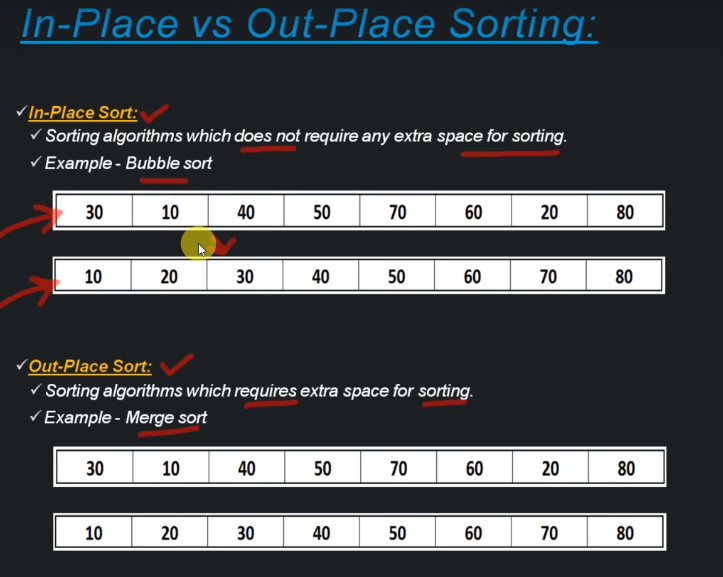 In-Place vs Out-Place Sorting:
✓In-Place Sort:
✓ Sorting algorithms which does not require any extra space for sorting.
✓ Example - Bubble sort
30 10 40 50 70 60 20 80
10 20 30 40 50 60 70 80
✓Out-Place Sort:
✓ Sorting algorithms which requires extra space for sorting.
✓ Example - Merge sort
30 10 40 50 70 60 20 80
10 20 30 40 50 60 70 80